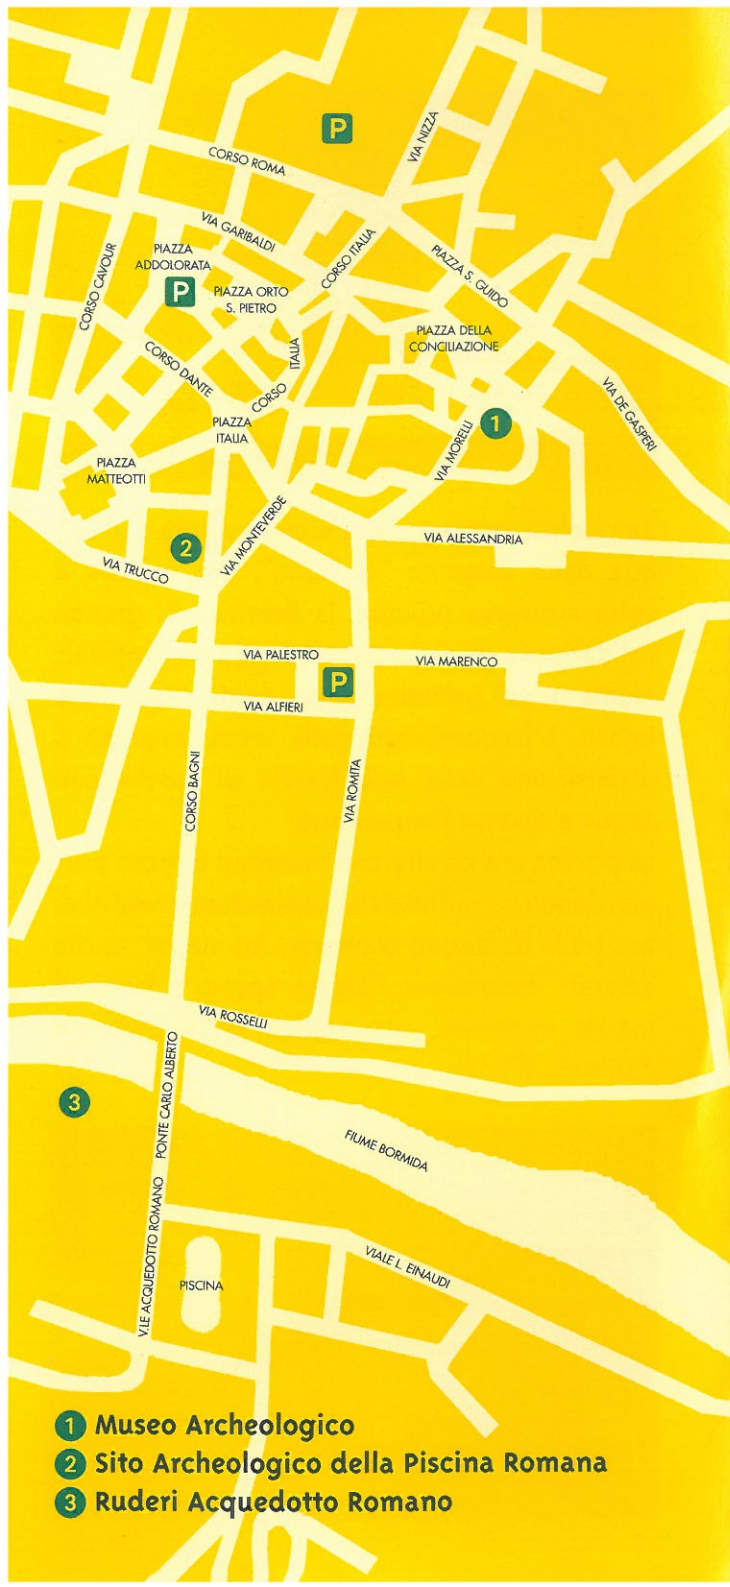 P
VIA NIZZA
CORSO ROMA
VIA GARIBALDI
PIAZZA
ADDOLORATA
P
CORSO CAVOUR
PIAZZA ORTO
S. PIETRO
CORSO ITALIA
PIAZZA S. GUIDO
PIAZZA DELLA
CONCILIAZIONE
CORSO DANTE
CORSO ITALIA
PIAZZA
ITALIA
1
VIA DE GASPERI
VIA MORELLI
PIAZZA
MATTEOTTI
2
VIA MONTEVERDE
VIA ALESSANDRIA
VIA TRUCCO
VIA PALESTRO
VIA MARENCO
P
VIA ALFIERI
CORSO BAGNI
VIA ROMITA
VIA ROSSELLI
3
PONTE CARLO ALBERTO
FIUME BORMIDA
V.LE ACQUEDOTTO ROMANO
PISCINA
VIALE L. EINAUDI
1 Museo Archeologico
2 Sito Archeologico della Piscina Romana
3 Ruderi Acquedotto Romano